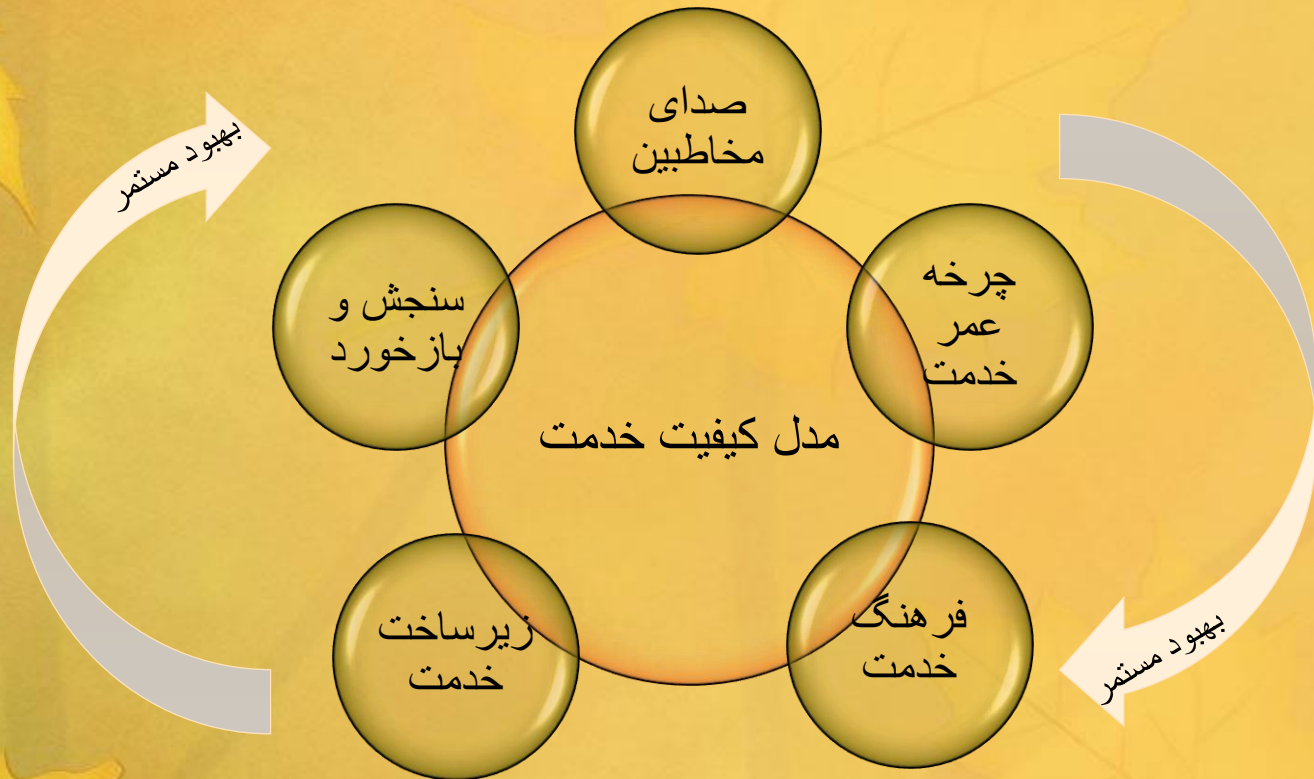 صدای
مخاطبین
چرخه
عمر
خدمت
فرهنگ
خدمت
زیرساخت
خدمت
سنجش و
بازخورد
مدل کیفیت خدمت
بهبود مستمر
بهبود مستمر